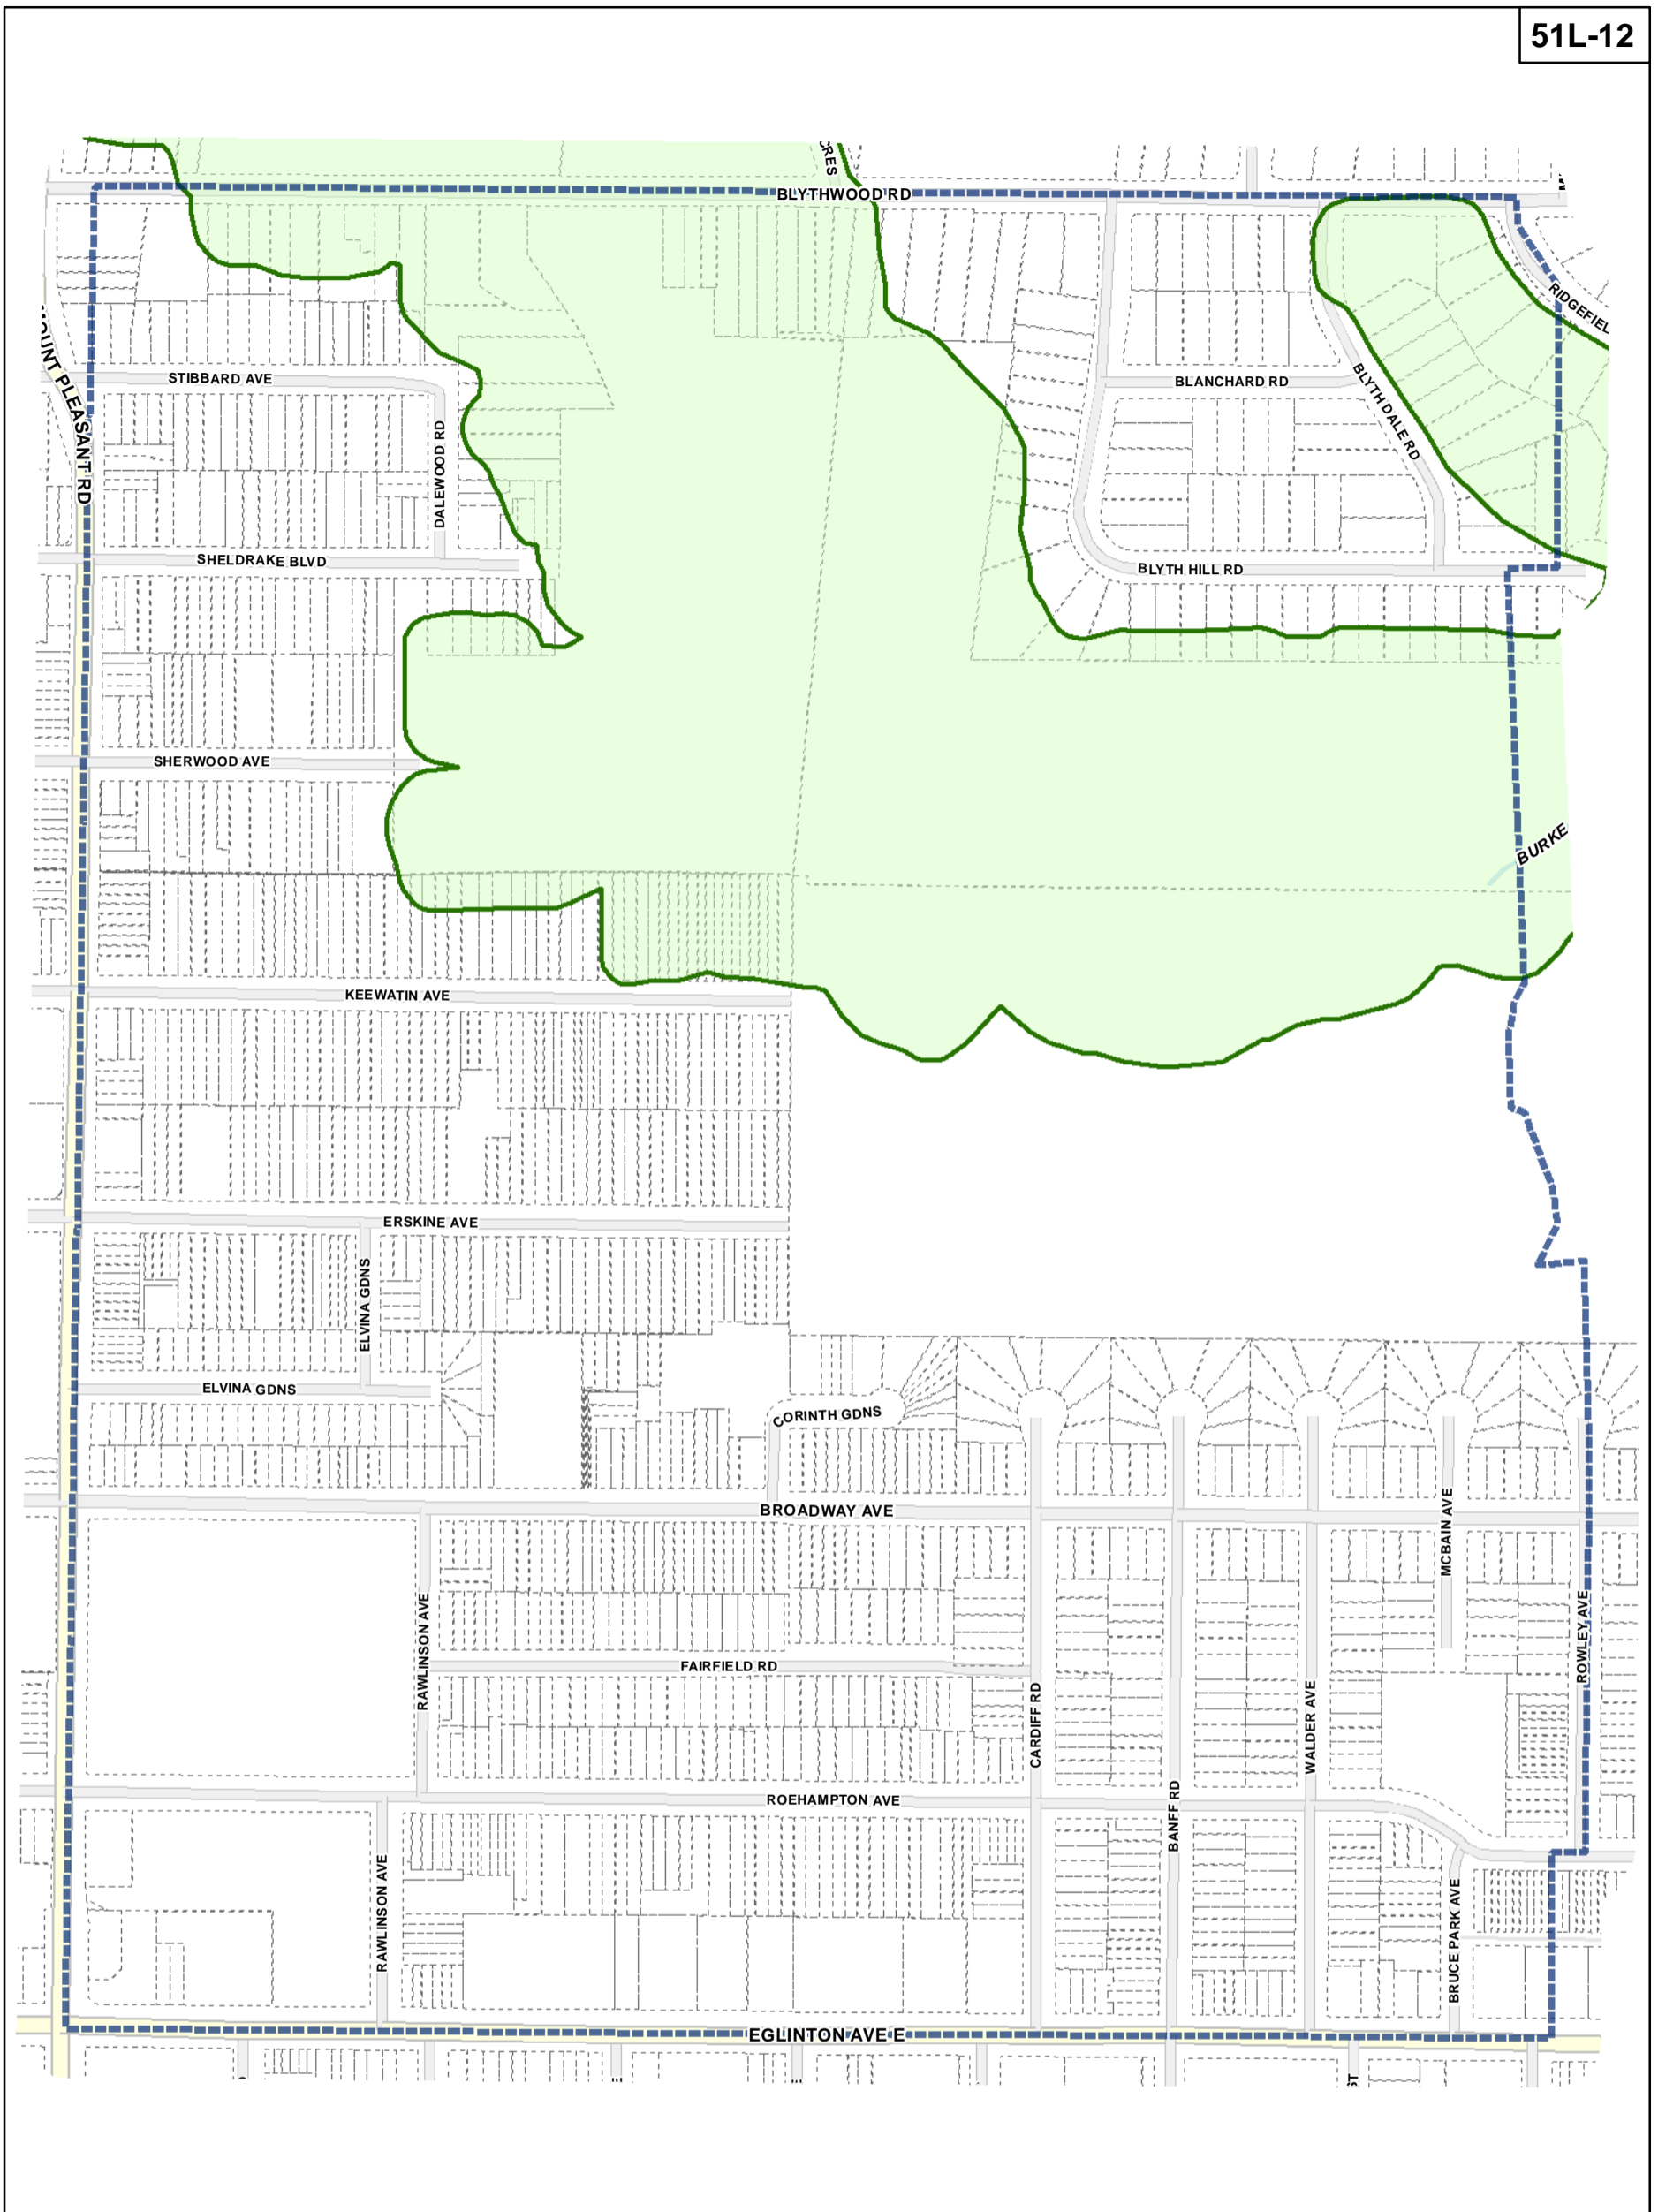 51L-12
CRES
BLYTHWOOD RD
RIDGEFIEL
MOUNT PLEASANT RD
STIBBARD AVE
BLANCHARD RD
BLYTH DALE RD
DALEWOOD RD
SHELDRAKE BLVD
BLYTH HILL RD
SHERWOOD AVE
BURKE
KEEWATIN AVE
ERSKINE AVE
ELVINA GDNS
ELVINA GDNS
CORINTH GDNS
BROADWAY AVE
MCBAIN AVE
RAWLINSON AVE
ROWLEY AVE
FAIRFIELD RD
CARDIFF RD
WALDER AVE
ROEHAMPTON AVE
BANFF RD
RAWLINSON AVE
BRUCE PARK AVE
EGLINTON AVE E
ST